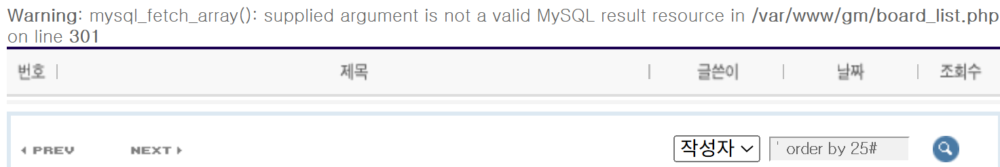 Warning: mysql_fetch_array(): supplied argument is not a valid MySQL result resource in /var/www/gm/board_list.php
on line 301
번호 제목 글쓴이 날짜 조회수
PREV NEXT 작성자 ' order by 25#